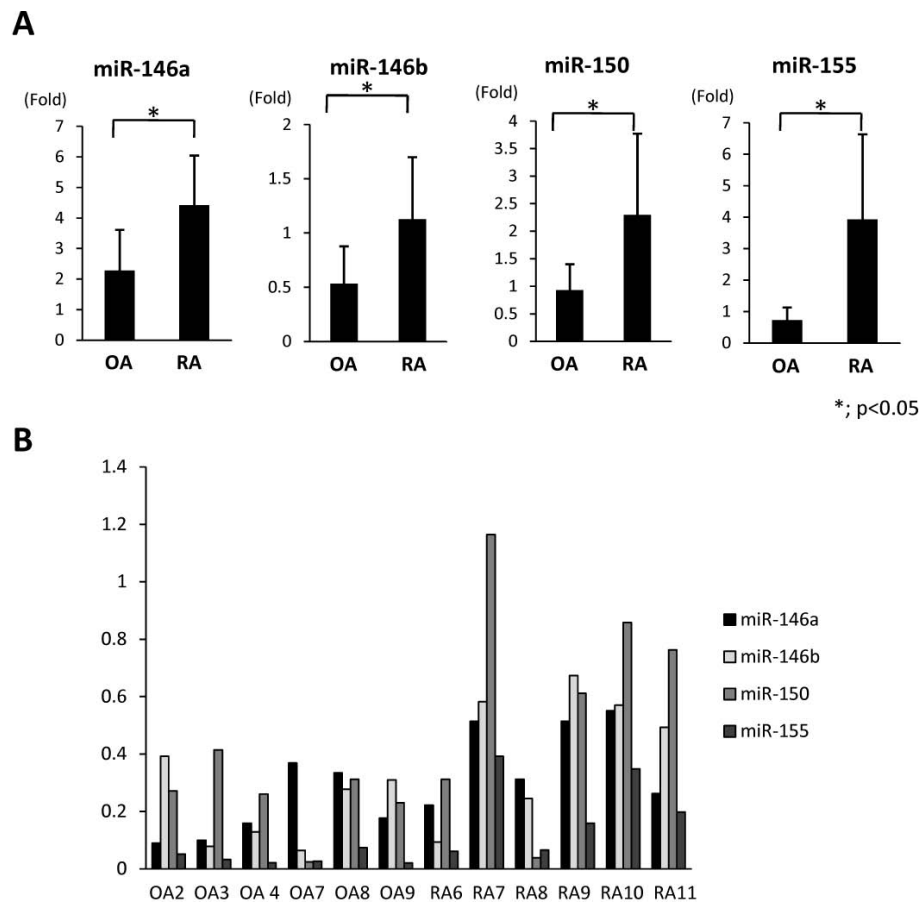 A
miR-146a
(Fold)
*
7
6
5
4
3
2
1
0
OA RA
miR-146b
(Fold)
*
2
1.5
1
0.5
0
OA RA
miR-150
(Fold)
*
4
3.5
3
2.5
2
1.5
1
0.5
0
OA RA
miR-155
(Fold)
*
7
6
5
4
3
2
1
0
OA RA
*; p<0.05
B
1.4
1.2
1
0.8
0.6
0.4
0.2
0
OA2 OA3 OA 4 OA7 OA8 OA9 RA6 RA7 RA8 RA9 RA10 RA11
miR-146a
miR-146b
miR-150
miR-155